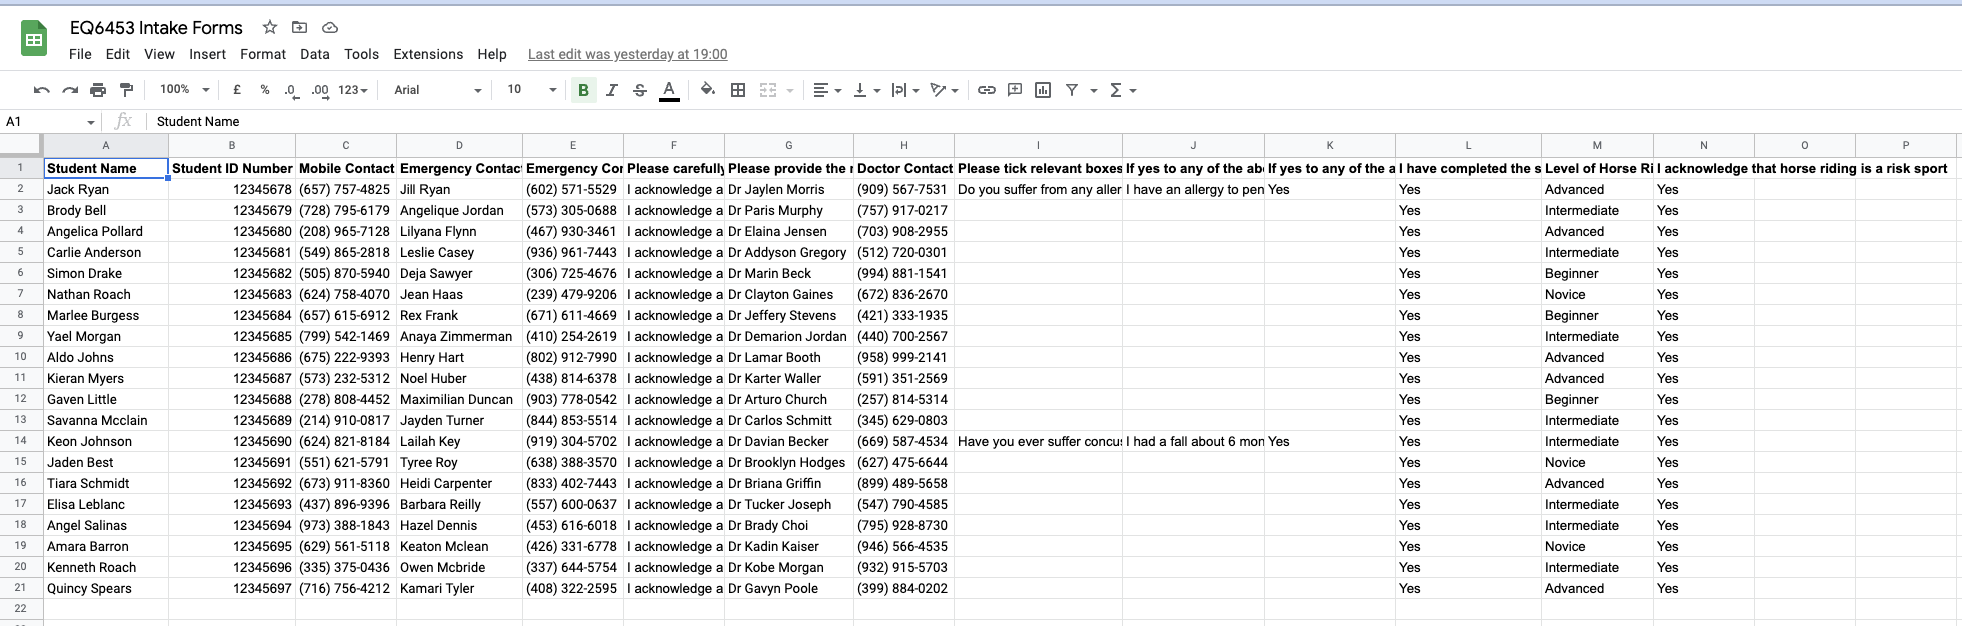 EQ6453 Intake Forms
File Edit View Insert Format Data Tools Extensions Help Last edit was yesterday at 19:00
100% £ % .0 .00 123 Arial 10 B I S A Σ
A1 fx Student Name
A B C D E F G H I J K L M N O P
1 Student Name Student ID Number Mobile Contact Emergency Contac Emergency Cor Please carefully Please provide the r Doctor Contact Please tick relevant boxes If yes to any of the abo If yes to any of the a I have completed the s Level of Horse Ri I acknowledge that horse riding is a risk sport
2 Jack Ryan 12345678 (657) 757-4825 Jill Ryan (602) 571-5529 I acknowledge a Dr Jaylen Morris (909) 567-7531 Do you suffer from any aller I have an allergy to pen Yes Yes Advanced Yes
3 Brody Bell 12345679 (728) 795-6179 Angelique Jordan (573) 305-0688 I acknowledge a Dr Paris Murphy (757) 917-0217 Yes Intermediate Yes
4 Angelica Pollard 12345680 (208) 965-7128 Lilyana Flynn (467) 930-3461 I acknowledge a Dr Elaina Jensen (703) 908-2955 Yes Advanced Yes
5 Carlie Anderson 12345681 (549) 865-2818 Leslie Casey (936) 961-7443 I acknowledge a Dr Addyson Gregory (512) 720-0301 Yes Intermediate Yes
6 Simon Drake 12345682 (505) 870-5940 Deja Sawyer (306) 725-4676 I acknowledge a Dr Marin Beck (994) 881-1541 Yes Beginner Yes
7 Nathan Roach 12345683 (624) 758-4070 Jean Haas (239) 479-9206 I acknowledge a Dr Clayton Gaines (672) 836-2670 Yes Novice Yes
8 Marlee Burgess 12345684 (657) 615-6912 Rex Frank (671) 611-4669 I acknowledge a Dr Jeffery Stevens (421) 333-1935 Yes Beginner Yes
9 Yael Morgan 12345685 (799) 542-1469 Anaya Zimmerman (410) 254-2619 I acknowledge a Dr Demarion Jordan (440) 700-2567 Yes Intermediate Yes
10 Aldo Johns 12345686 (675) 222-9393 Henry Hart (802) 912-7990 I acknowledge a Dr Lamar Booth (958) 999-2141 Yes Advanced Yes
11 Kieran Myers 12345687 (573) 232-5312 Noel Huber (438) 814-6378 I acknowledge a Dr Karter Waller (591) 351-2569 Yes Advanced Yes
12 Gaven Little 12345688 (278) 808-4452 Maximilian Duncan (903) 778-0542 I acknowledge a Dr Arturo Church (257) 814-5314 Yes Beginner Yes
13 Savanna Mcclain 12345689 (214) 910-0817 Jayden Turner (844) 853-5514 I acknowledge a Dr Carlos Schmitt (345) 629-0803 Yes Intermediate Yes
14 Keon Johnson 12345690 (624) 821-8184 Lailah Key (919) 304-5702 I acknowledge a Dr Davian Becker (669) 587-4534 Have you ever suffer concus I had a fall about 6 mon Yes Yes Intermediate Yes
15 Jaden Best 12345691 (551) 621-5791 Tyree Roy (638) 388-3570 I acknowledge a Dr Brooklyn Hodges (627) 475-6644 Yes Novice Yes
16 Tiara Schmidt 12345692 (673) 911-8360 Heidi Carpenter (833) 402-7443 I acknowledge a Dr Briana Griffin (899) 489-5658 Yes Advanced Yes
17 Elisa Leblanc 12345693 (437) 896-9396 Barbara Reilly (557) 600-0637 I acknowledge a Dr Tucker Joseph (547) 790-4585 Yes Intermediate Yes
18 Angel Salinas 12345694 (973) 388-1843 Hazel Dennis (453) 616-6018 I acknowledge a Dr Brady Choi (795) 928-8730 Yes Intermediate Yes
19 Amara Barron 12345695 (629) 561-5118 Keaton Mclean (426) 331-6778 I acknowledge a Dr Kadin Kaiser (946) 566-4535 Yes Novice Yes
20 Kenneth Roach 12345696 (335) 375-0436 Owen Mcbride (337) 644-5754 I acknowledge a Dr Kobe Morgan (932) 915-5703 Yes Intermediate Yes
21 Quincy Spears 12345697 (716) 756-4212 Kamari Tyler (408) 322-2595 I acknowledge a Dr Gavyn Poole (399) 884-0202 Yes Advanced Yes
22